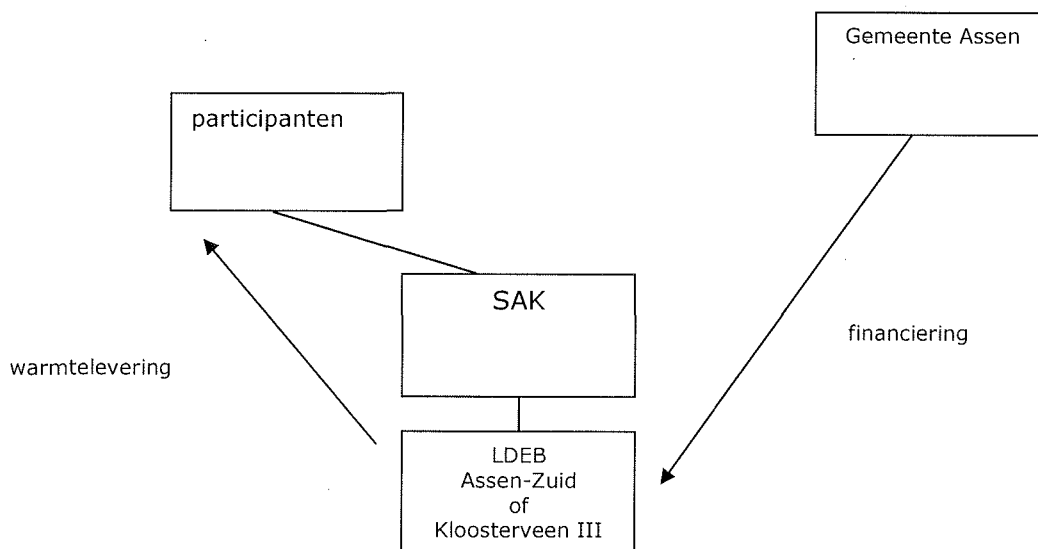 Gemeente Assen
participanten
SAK
financiering
warmtelevering
LDEB
Assen-Zuid
of
Kloosterveen III